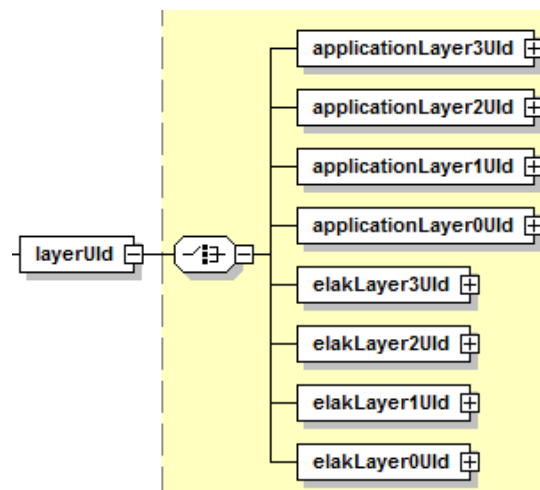 applicationLayer3UId
applicationLayer2UId
applicationLayer1UId
applicationLayer0UId
layerUId
elakLayer3UId
elakLayer2UId
elakLayer1UId
elakLayer0UId